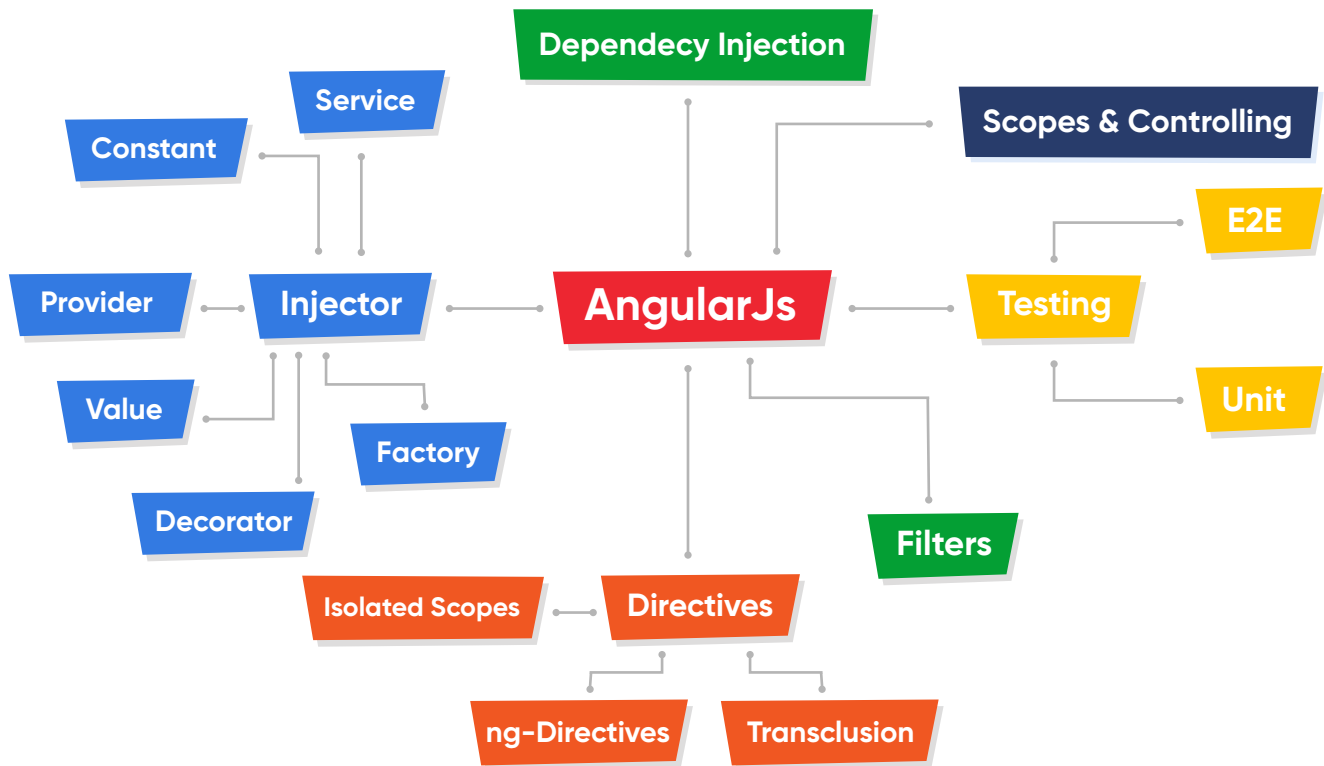 Dependecy Injection
Service
Scopes & Controlling
Constant
E2E
Provider
Injector
AngularJs
Testing
Value
Unit
Factory
Decorator
Filters
Isolated Scopes
Directives
ng-Directives
Transclusion